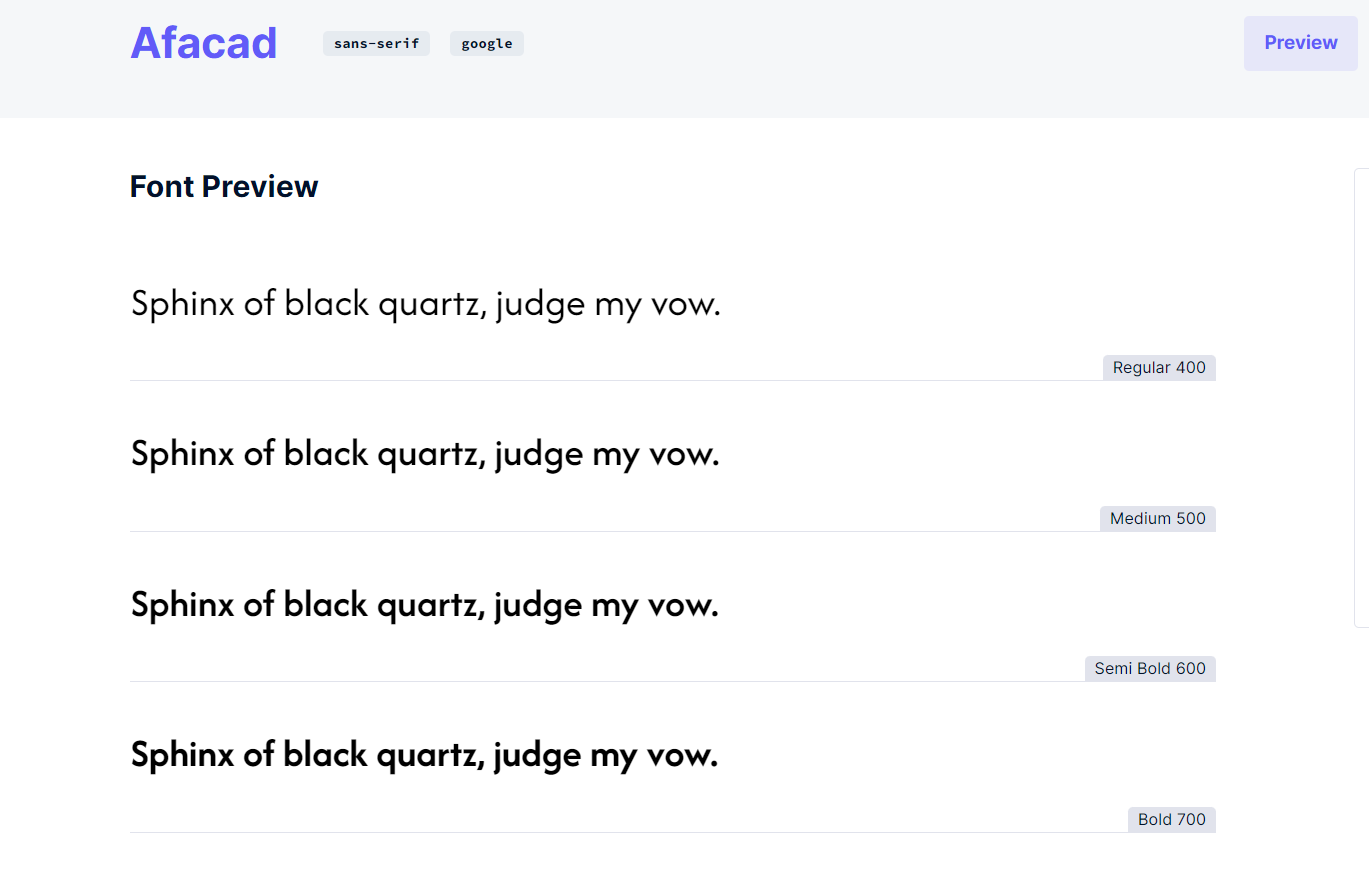 Afacad
sans-serif
google
Preview
Font Preview
Sphinx of black quartz, judge my vow.
Regular 400
Sphinx of black quartz, judge my vow.
Medium 500
Sphinx of black quartz, judge my vow.
Semi Bold 600
Sphinx of black quartz, judge my vow.
Bold 700